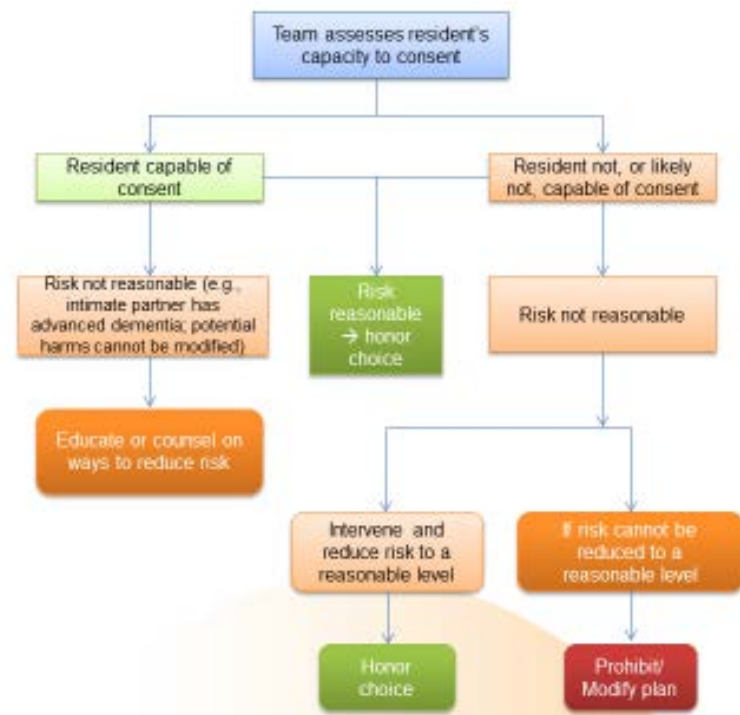 Team assesses resident's
capacity to consent
Resident capable of
consent
Resident not, or likely
not, capable of consent
Risk not reasonable (e.g.,
intimate partner has
advanced dementia; potential
harms cannot be modified)
Risk
reasonable
→ honor
choice
Risk not reasonable
Educate or counsel on
ways to reduce risk
Intervene and
reduce risk to a
reasonable level
If risk cannot be
reduced to a
reasonable level
Honor
choice
Prohibit/
Modify plan